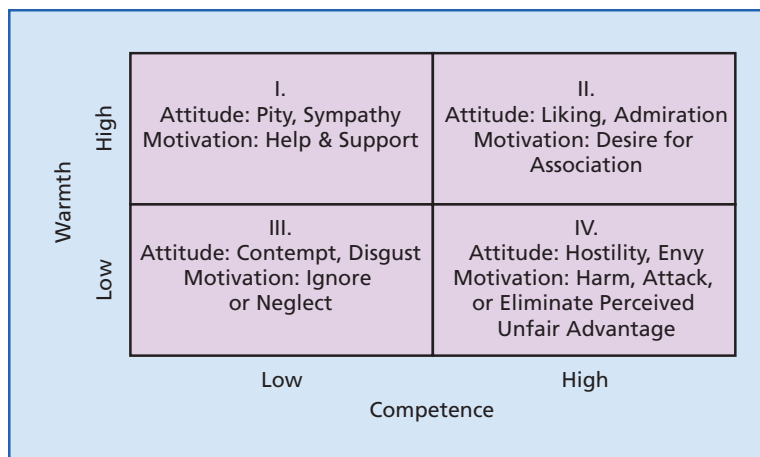 Warmth
High
I.
Attitude: Pity, Sympathy
Motivation: Help & Support
II.
Attitude: Liking, Admiration
Motivation: Desire for
Association
Low
III.
Attitude: Contempt, Disgust
Motivation: Ignore
or Neglect
IV.
Attitude: Hostility, Envy
Motivation: Harm, Attack,
or Eliminate Perceived
Unfair Advantage
Low
High
Competence